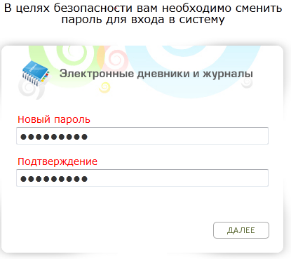 В целях безопасности вам необходимо сменить
пароль для входа в систему
Электронные дневники и журналы
Новый пароль
●●●●●●●●●
Подтверждение
●●●●●●●●●
ДАЛЕЕ